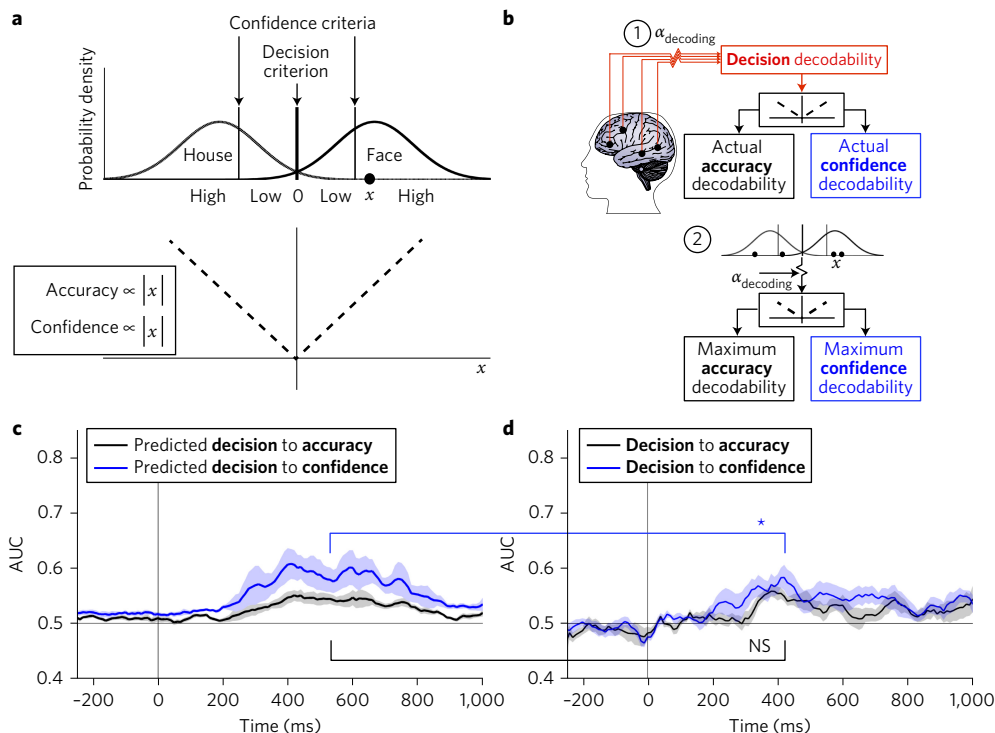 a
Confidence criteria
Decision
criterion
Probability density
House
Face
High
Low
0
Low
x
High
Accuracy ∝ |x|
Confidence ∝ |x|
x
b
1
αdecoding
Decision decodability
Actual
accuracy
decodability
Actual
confidence
decodability
2
x
αdecoding
Maximum
accuracy
decodability
Maximum
confidence
decodability
c
Predicted decision to accuracy
Predicted decision to confidence
AUC
0.8
0.7
0.6
0.5
0.4
−200 0 200 400 600 800 1,000
Time (ms)
d
Decision to accuracy
Decision to confidence
AUC
0.8
0.7
0.6
0.5
0.4
*
NS
−200 0 200 400 600 800 1,000
Time (ms)